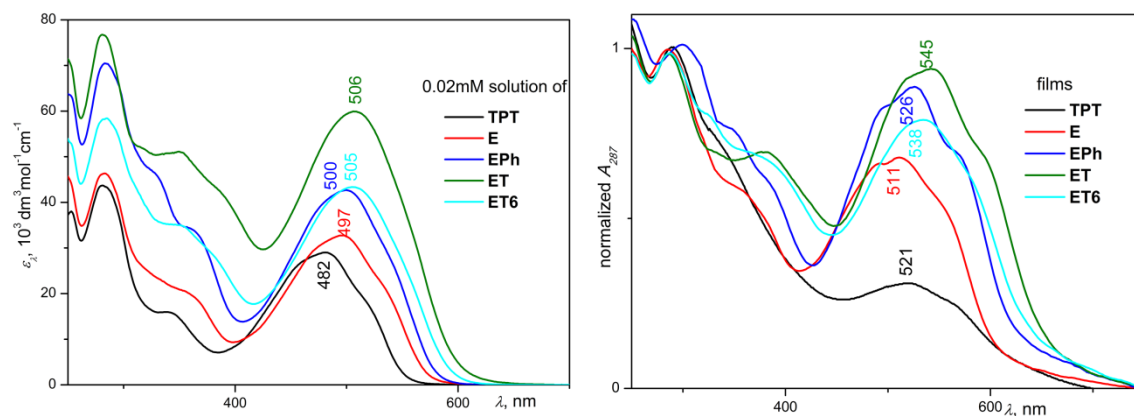 80
60
40
20
0
ελ, 10³ dm³mol⁻¹cm⁻¹
0.02mM solution of
TPT
E
EPh
ET
ET6
506
500
505
497
482
400
600
λ, nm
1
0
normalized A287
films
TPT
E
EPh
ET
ET6
545
526
538
511
521
400
600
λ, nm